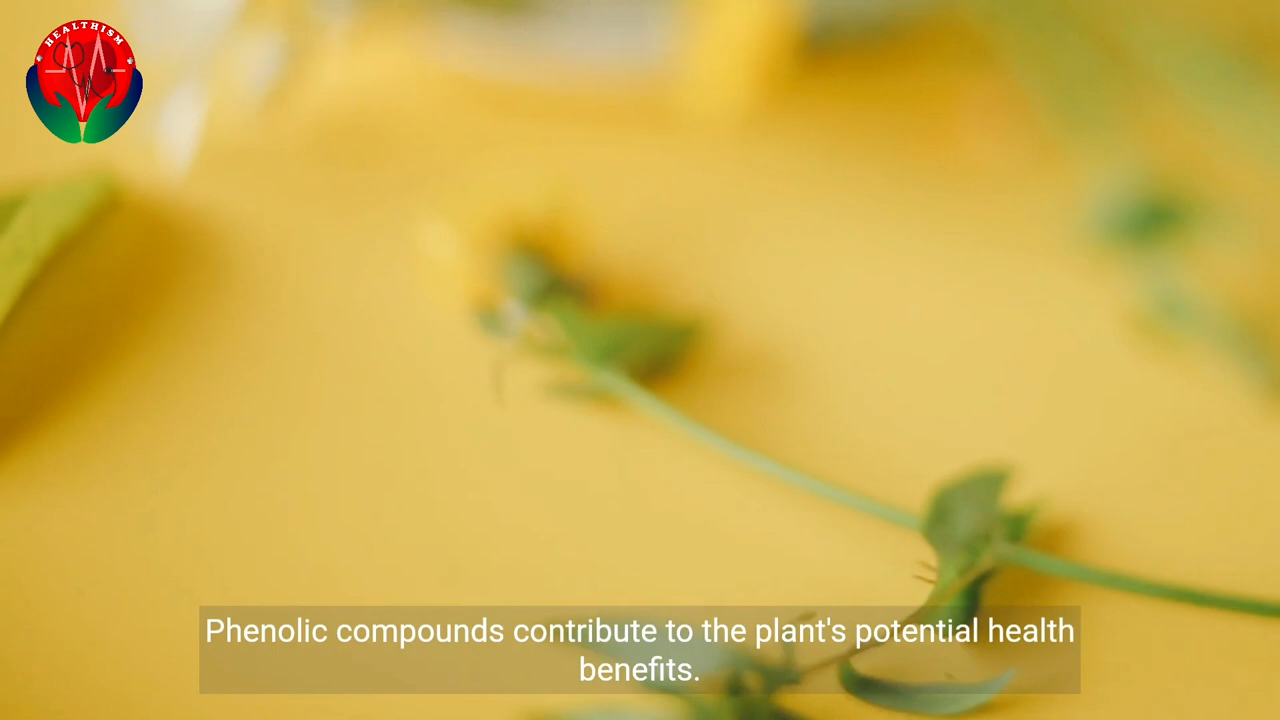 HEALTHISM
Phenolic compounds contribute to the plant's potential health
benefits.